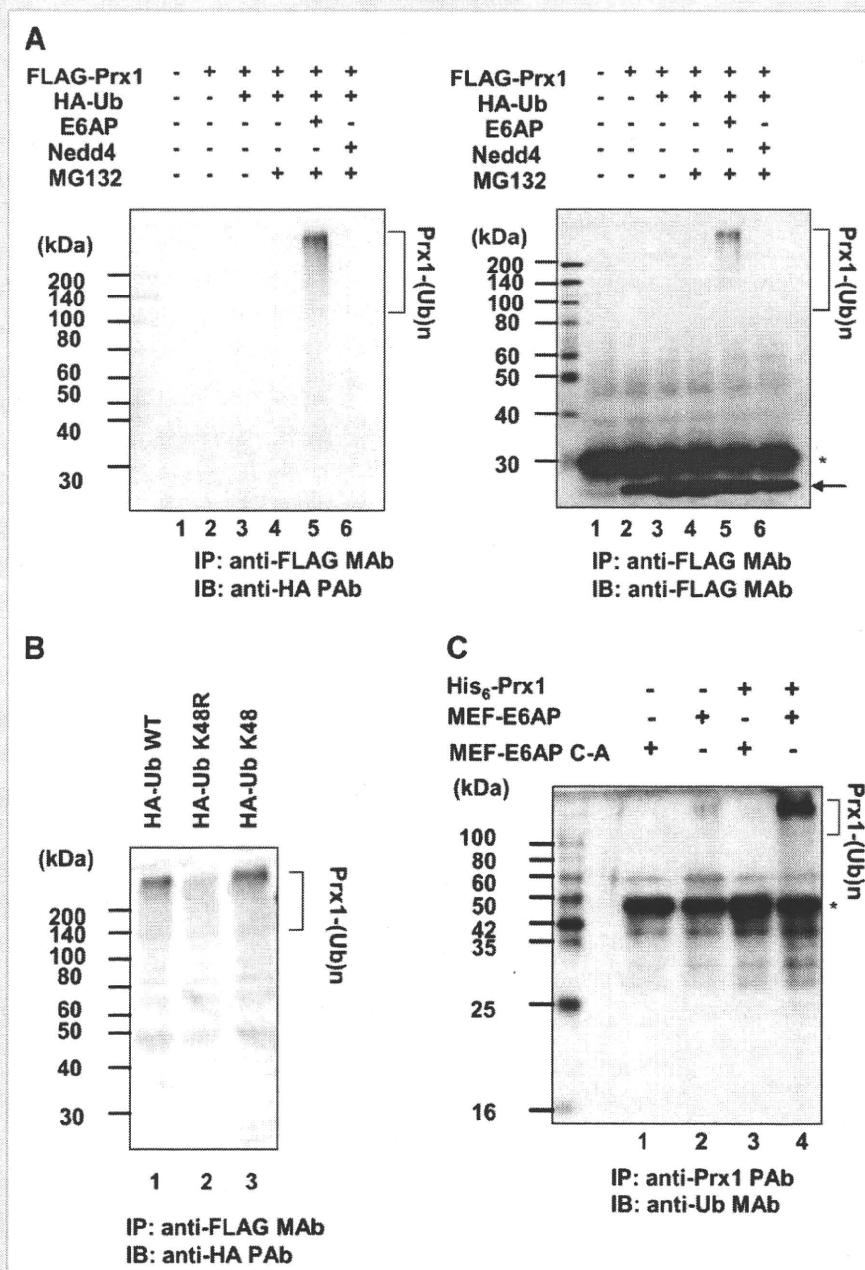 A
FLAG-Prx1 - + + + + +
HA-Ub - - + + + +
E6AP - - - - + -
Nedd4 - - - - - +
MG132 - - - + + +
(kDa)
200
140
100
80
60
50
40
30
Prx1-(Ub)n
1 2 3 4 5 6
IP: anti-FLAG MAb
IB: anti-HA PAb
FLAG-Prx1 - + + + + +
HA-Ub - - + + + +
E6AP - - - - + -
Nedd4 - - - - - +
MG132 - - - + + +
(kDa)
200
140
100
80
60
50
40
30
Prx1-(Ub)n
*
1 2 3 4 5 6
IP: anti-FLAG MAb
IB: anti-FLAG MAb
B
HA-Ub WT
HA-Ub K48R
HA-Ub K48
(kDa)
200
140
100
80
60
50
40
30
Prx1-(Ub)n
1 2 3
IP: anti-FLAG MAb
IB: anti-HA PAb
C
His₆-Prx1 - - + +
MEF-E6AP - + - +
MEF-E6AP C-A + - + -
(kDa)
100
80
60
50
42
35
25
16
Prx1-(Ub)n
*
1 2 3 4
IP: anti-Prx1 PAb
IB: anti-Ub MAb